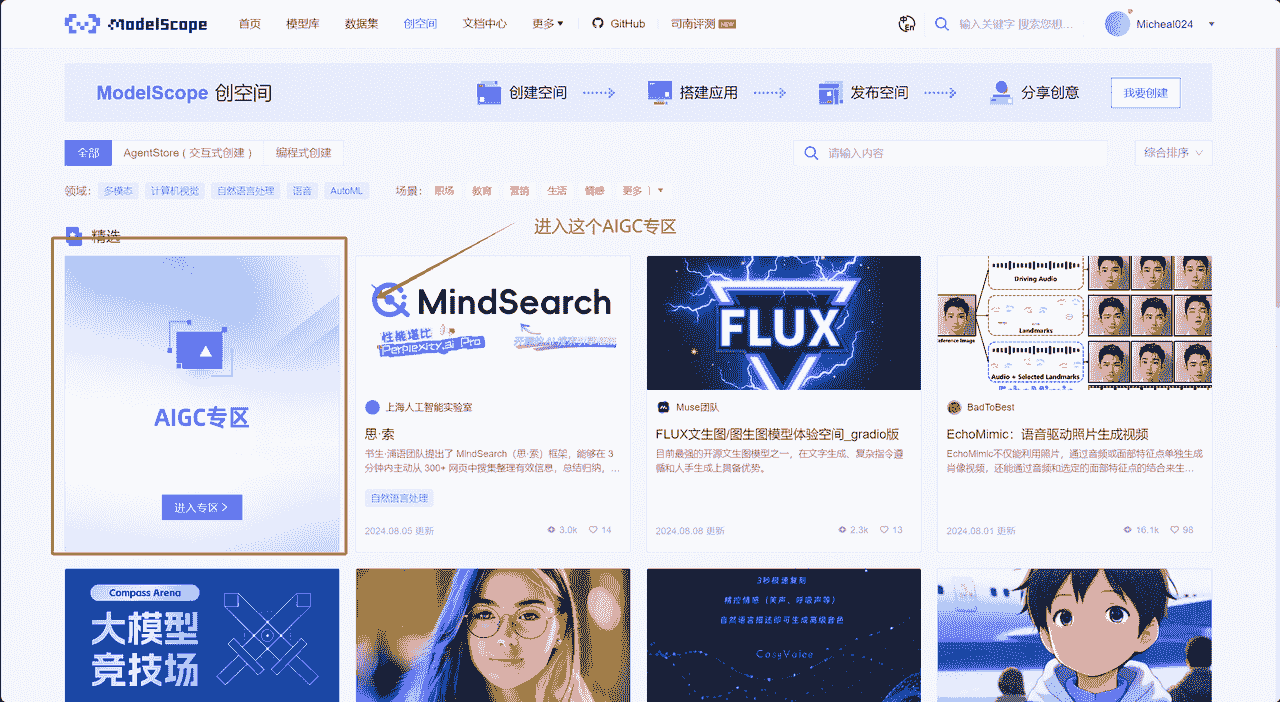 ModelScope
首页 模型库 数据集 创空间 文档中心 更多 GitHub 司南评测 NEW
中 En
输入关键字 搜索您想...
Micheal024
ModelScope 创空间
创建空间 搭建应用 发布空间 分享创意 我要创建
全部 AgentStore ( 交互式创建 ) 编程式创建
请输入内容
综合排序
领域: 多模态 计算机视觉 自然语言处理 语音 AutoML 场景: 职场 教育 营销 生活 情感 更多
精选
进入这个AIGC专区
AIGC专区
进入专区 >
MindSearch
性能堪比
Perplexity.ai Pro
上海人工智能实验室
思·索
书生·浦语团队提出了 MindSearch（思·索）框架，能够在 3
分钟内主动从 300+ 网页中搜集整理有效信息，总结归纳。...
自然语言处理
2024.08.05 更新 3.0k 14
FLUX
Muse团队
FLUX文生图/图生图模型体验空间_gradio版
目前最强的开源文生图模型之一，在文字生成、复杂指令遵
循和人手生成上具备优势。
2024.08.08 更新 2.3k 13
Driving Audio
Landmarks
Reference Image
Audio + Selected Landmarks
BadToBest
EchoMimic：语音驱动照片生成视频
EchoMimic不仅能利用照片，通过音频或面部特征点单独生成
肖像视频，还能通过音频和选定的面部特征点的结合来生...
2024.08.01 更新 16.1k 98
Compass Arena
大模型
竞技场
3秒极速复刻
精控情感（笑声、呼吸声等）
自然语言描述即可生成高级音色
CosyVoice